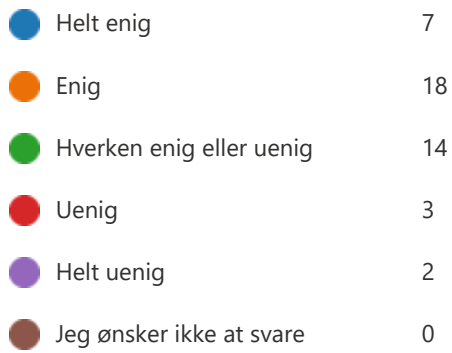 Helt enig 7
Enig 18
Hverken enig eller uenig 14
Uenig 3
Helt uenig 2
Jeg ønsker ikke at svare 0